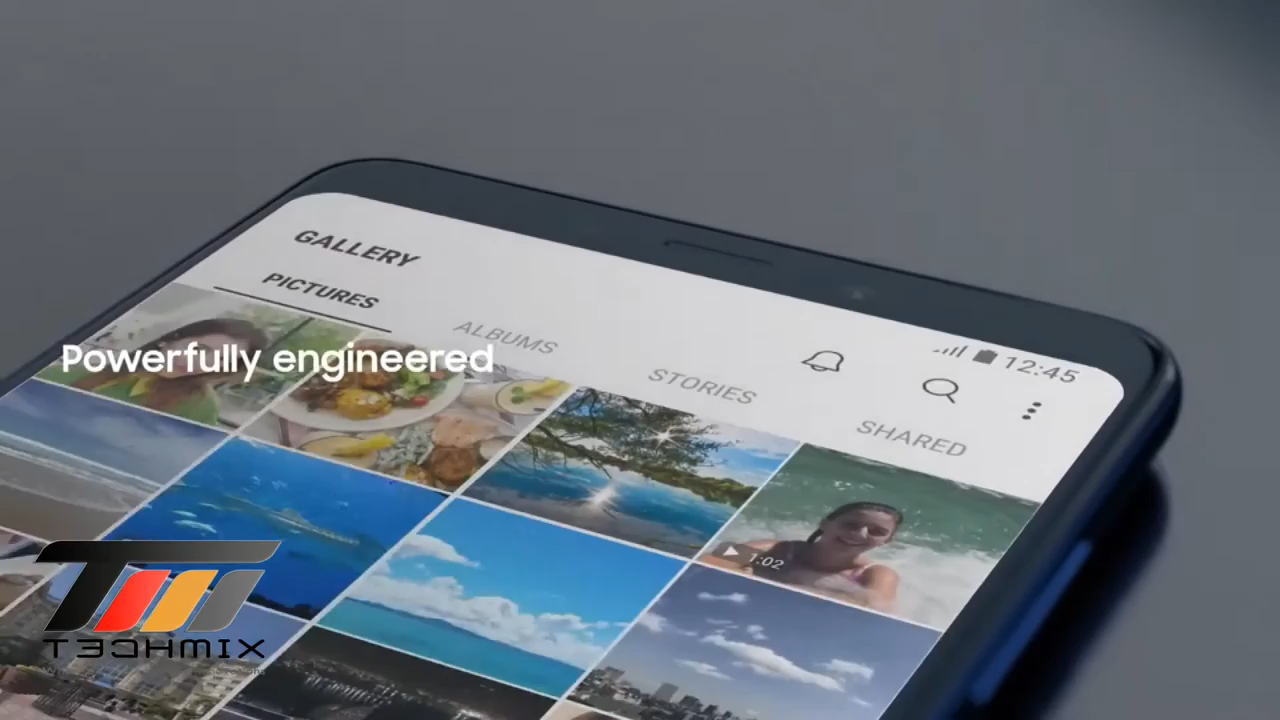 GALLERY
PICTURES
ALBUMS
STORIES
SHARED
12:45
Powerfully engineered
1:02
TECHMIX